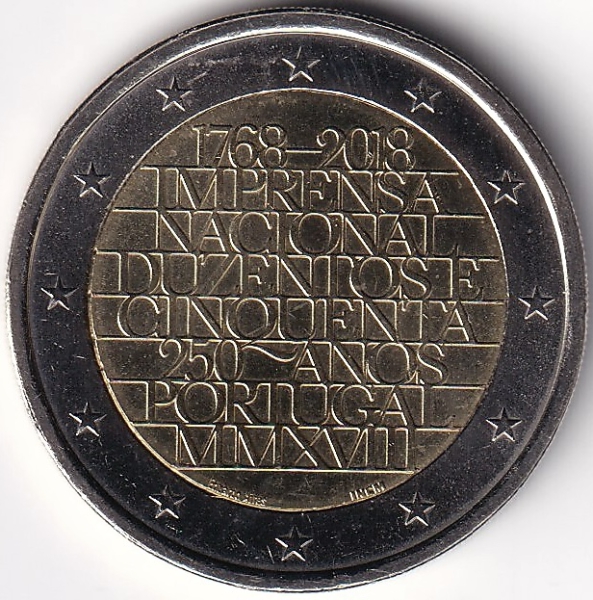 1768–2018
IMPRENSA
NACIONAL
DUZENTOS E
CINQUENTA
250~ANOS
PORTUGAL
MMXVIII
INCM